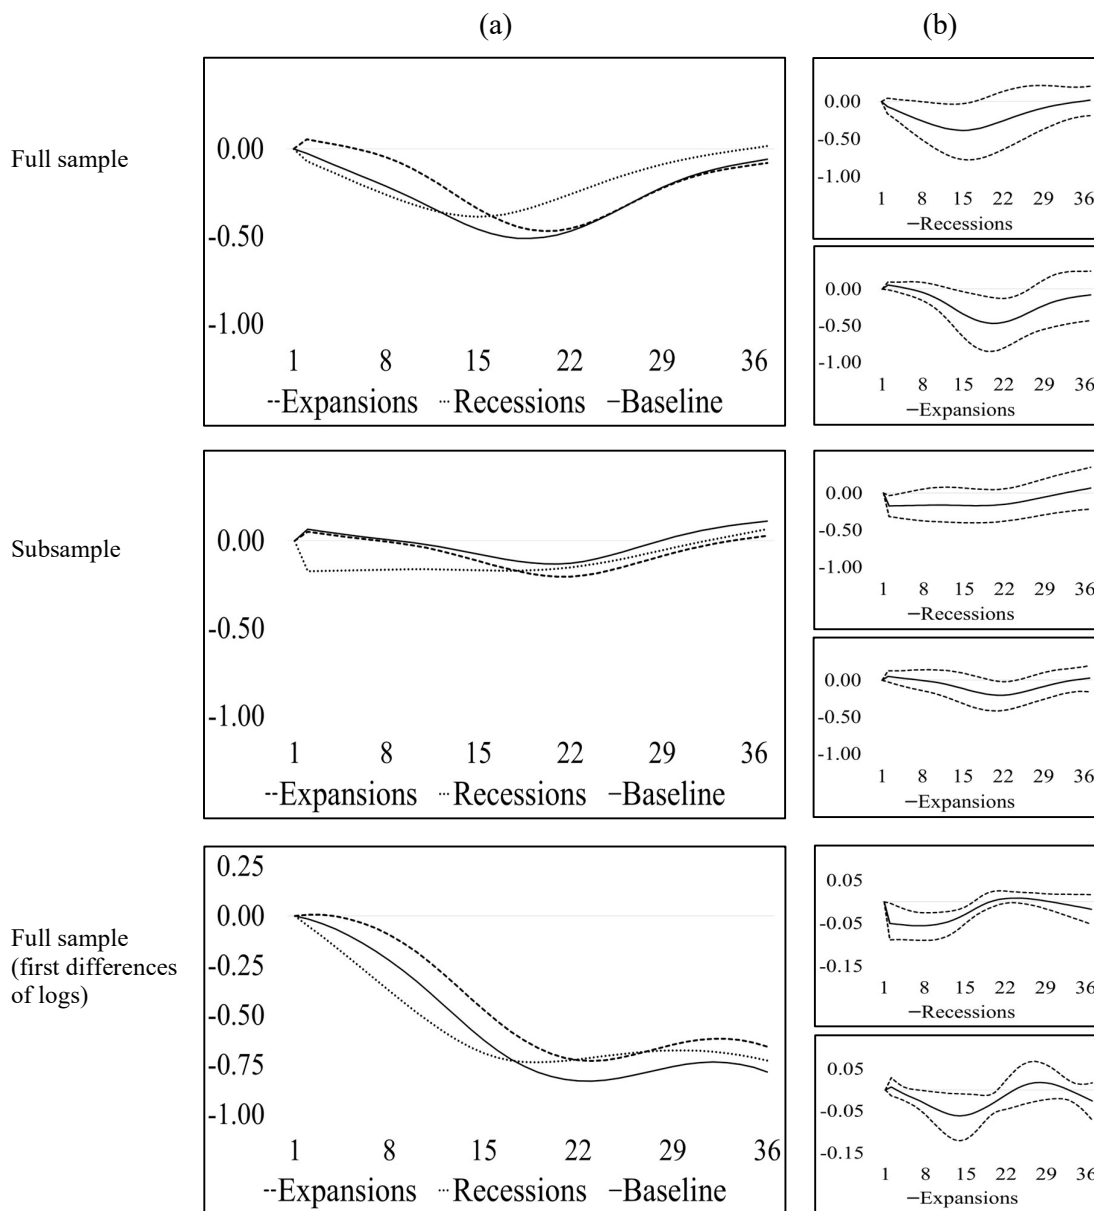 (a) (b)
Full sample
0.00
-0.50
-1.00
1 8 15 22 29 36
--Expansions ···Recessions −Baseline
0.00
-0.50
-1.00
1 8 15 22 29 36
−Recessions
0.00
-0.50
-1.00
1 8 15 22 29 36
−Expansions
Subsample
0.00
-0.50
-1.00
1 8 15 22 29 36
--Expansions ···Recessions −Baseline
0.00
-0.50
-1.00
1 8 15 22 29 36
−Recessions
0.00
-0.50
-1.00
1 8 15 22 29 36
−Expansions
Full sample
(first differences
of logs)
0.25
0.00
-0.25
-0.50
-0.75
-1.00
1 8 15 22 29 36
--Expansions ···Recessions −Baseline
0.05
-0.05
-0.15
1 8 15 22 29 36
−Recessions
0.05
-0.05
-0.15
1 8 15 22 29 36
−Expansions